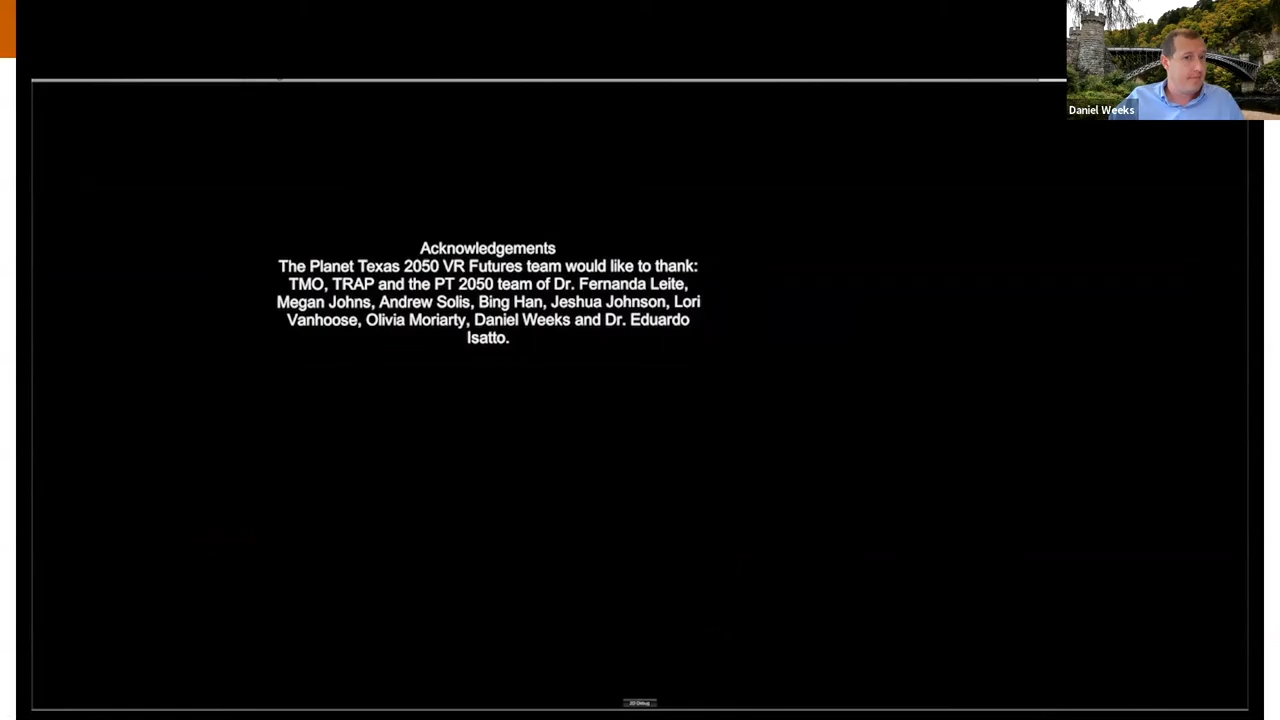 Daniel Weeks
Acknowledgements
The Planet Texas 2050 VR Futures team would like to thank:
TMO, TRAP and the PT 2050 team of Dr. Fernanda Leite,
Megan Johns, Andrew Solis, Bing Han, Jeshua Johnson, Lori
Vanhoose, Olivia Moriarty, Daniel Weeks and Dr. Eduardo
Isatto.